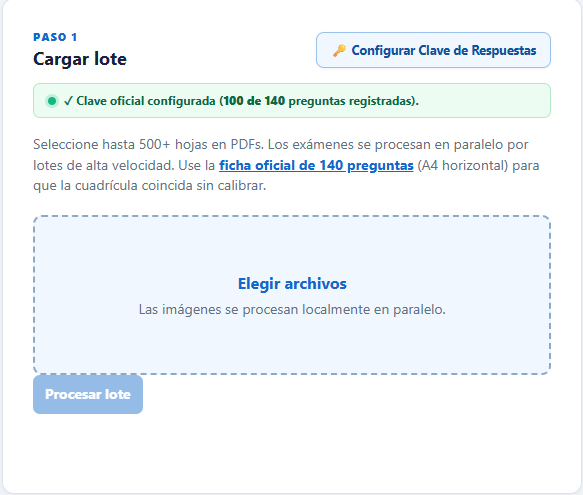 PASO 1
Cargar lote
🔑 Configurar Clave de Respuestas
✓ Clave oficial configurada (100 de 140 preguntas registradas).
Seleccione hasta 500+ hojas en PDFs. Los exámenes se procesan en paralelo por
lotes de alta velocidad. Use la ficha oficial de 140 preguntas (A4 horizontal) para
que la cuadrícula coincida sin calibrar.
Elegir archivos
Las imágenes se procesan localmente en paralelo.
Procesar lote